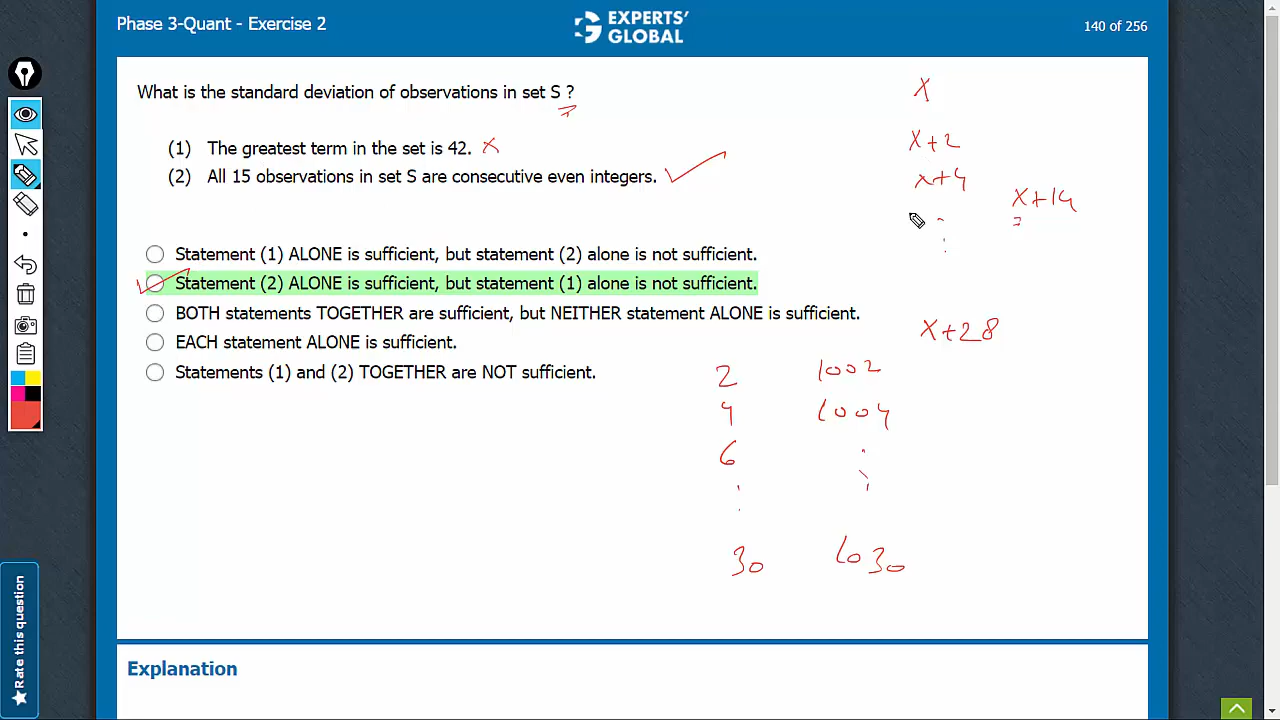 Phase 3-Quant - Exercise 2
EXPERTS'
GLOBAL
140 of 256
What is the standard deviation of observations in set S ?
(1) The greatest term in the set is 42.
(2) All 15 observations in set S are consecutive even integers.
Statement (1) ALONE is sufficient, but statement (2) alone is not sufficient.
Statement (2) ALONE is sufficient, but statement (1) alone is not sufficient.
BOTH statements TOGETHER are sufficient, but NEITHER statement ALONE is sufficient.
EACH statement ALONE is sufficient.
Statements (1) and (2) TOGETHER are NOT sufficient.
x
x+2
x+4
x+14
x+28
2 1002
4 1004
6
30 1030
Rate this question
Explanation